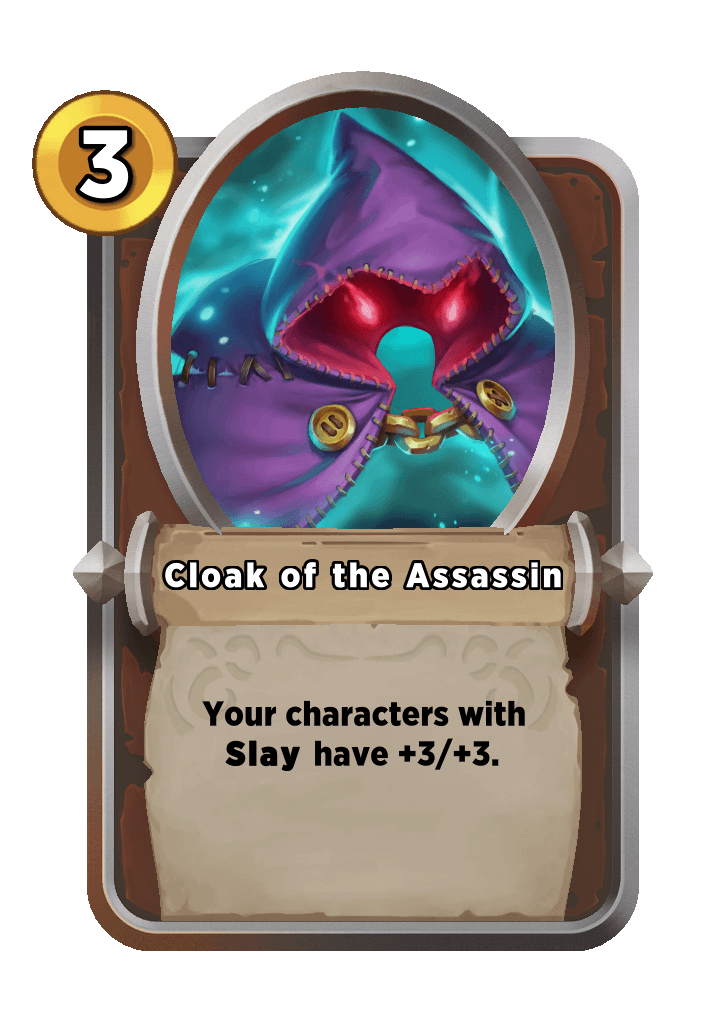 3
Cloak of the Assassin
Your characters with
Slay have +3/+3.